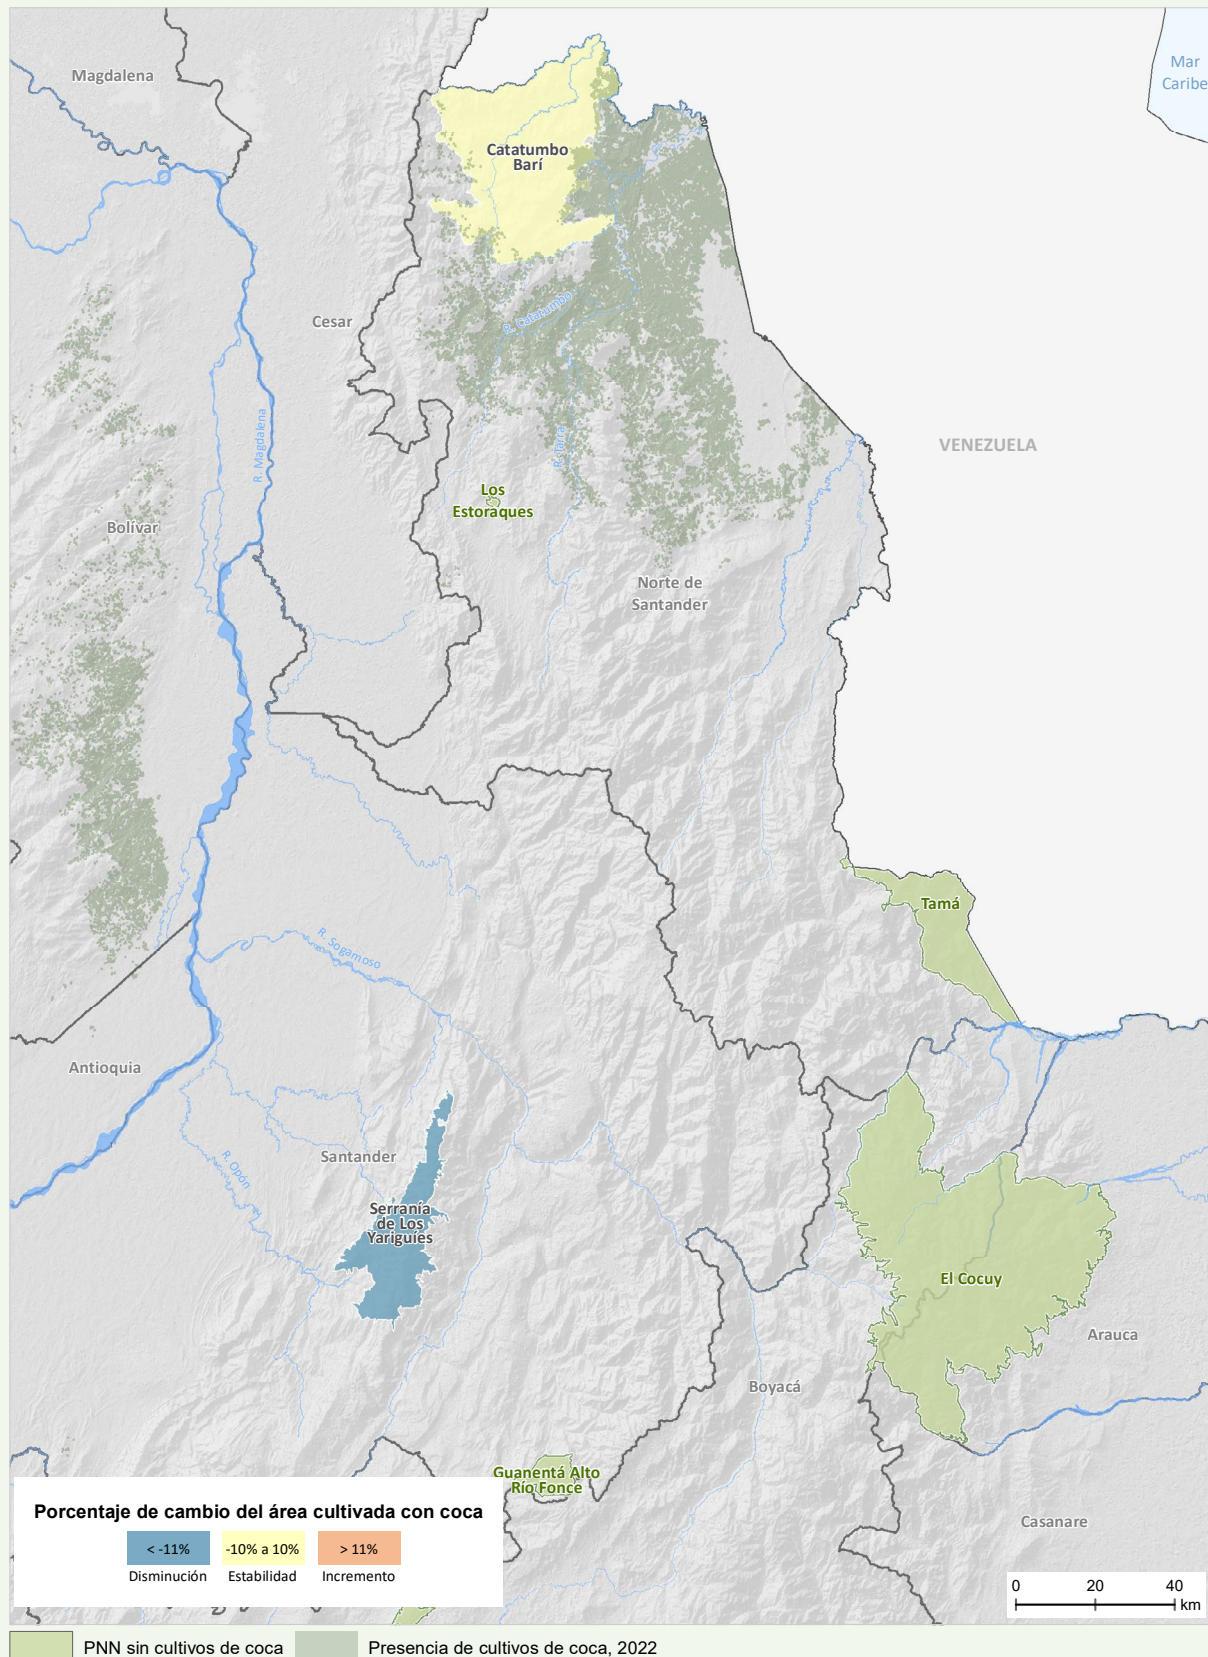 Magdalena
Mar
Caribe
Catatumbo
Barí
Cesar
R. Catatumbo
R. Magdalena
R. Tarra
VENEZUELA
Los
Estoraques
Bolívar
Norte de
Santander
Tamá
R. Sogamoso
Antioquia
Santander
R. Opón
Serranía
de Los
Yariguíes
El Cocuy
Arauca
Boyacá
Guanentá Alto
Río Fonce
Casanare
Porcentaje de cambio del área cultivada con coca
< -11% -10% a 10% > 11%
Disminución Estabilidad Incremento
0 20 40
km
PNN sin cultivos de coca Presencia de cultivos de coca, 2022